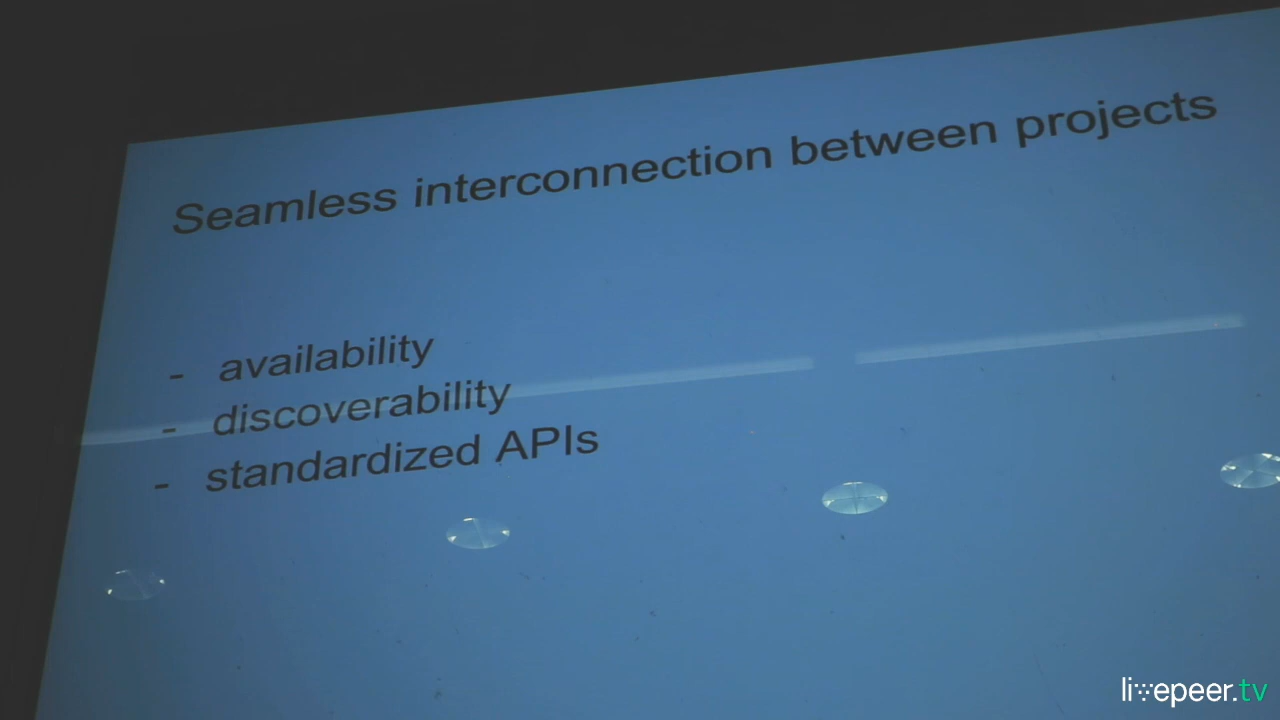 Seamless interconnection between projects
- availability
- discoverability
- standardized APIs
livepeer.tv